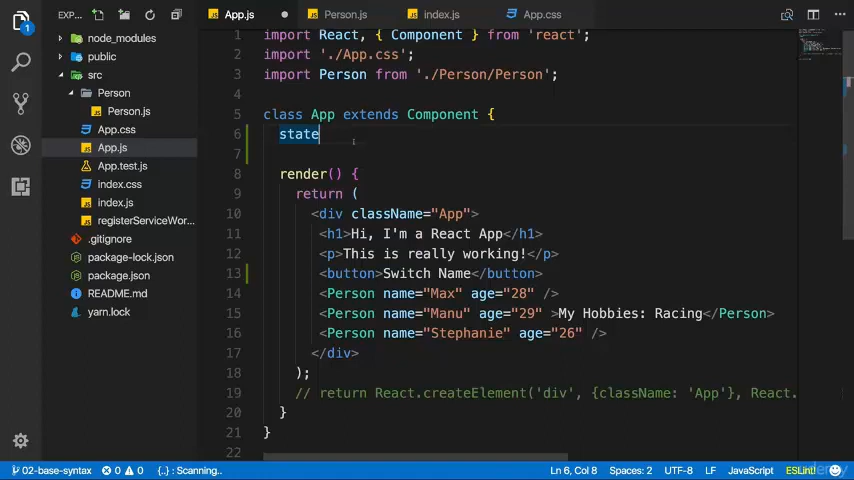 EXP...
App.js
Person.js
index.js
App.css
node_modules
public
src
Person
Person.js
App.css
App.js
App.test.js
index.css
index.js
registerServiceWor...
.gitignore
package-lock.json
package.json
README.md
yarn.lock
1 import React, { Component } from 'react';
2 import './App.css';
3 import Person from './Person/Person';
4
5 class App extends Component {
6 state
7
8 render() {
9 return (
10 <div className="App">
11 <h1>Hi, I'm a React App</h1>
12 <p>This is really working!</p>
13 <button>Switch Name</button>
14 <Person name="Max" age="28" />
15 <Person name="Manu" age="29" >My Hobbies: Racing</Person>
16 <Person name="Stephanie" age="26" />
17 </div>
18 );
19 // return React.createElement('div', {className: 'App'}, React.
20 }
21 }
22
1
02-base-syntax 0 0 {..}: Scanning.. Ln 6, Col 8 Spaces: 2 UTF-8 LF JavaScript ESLint!